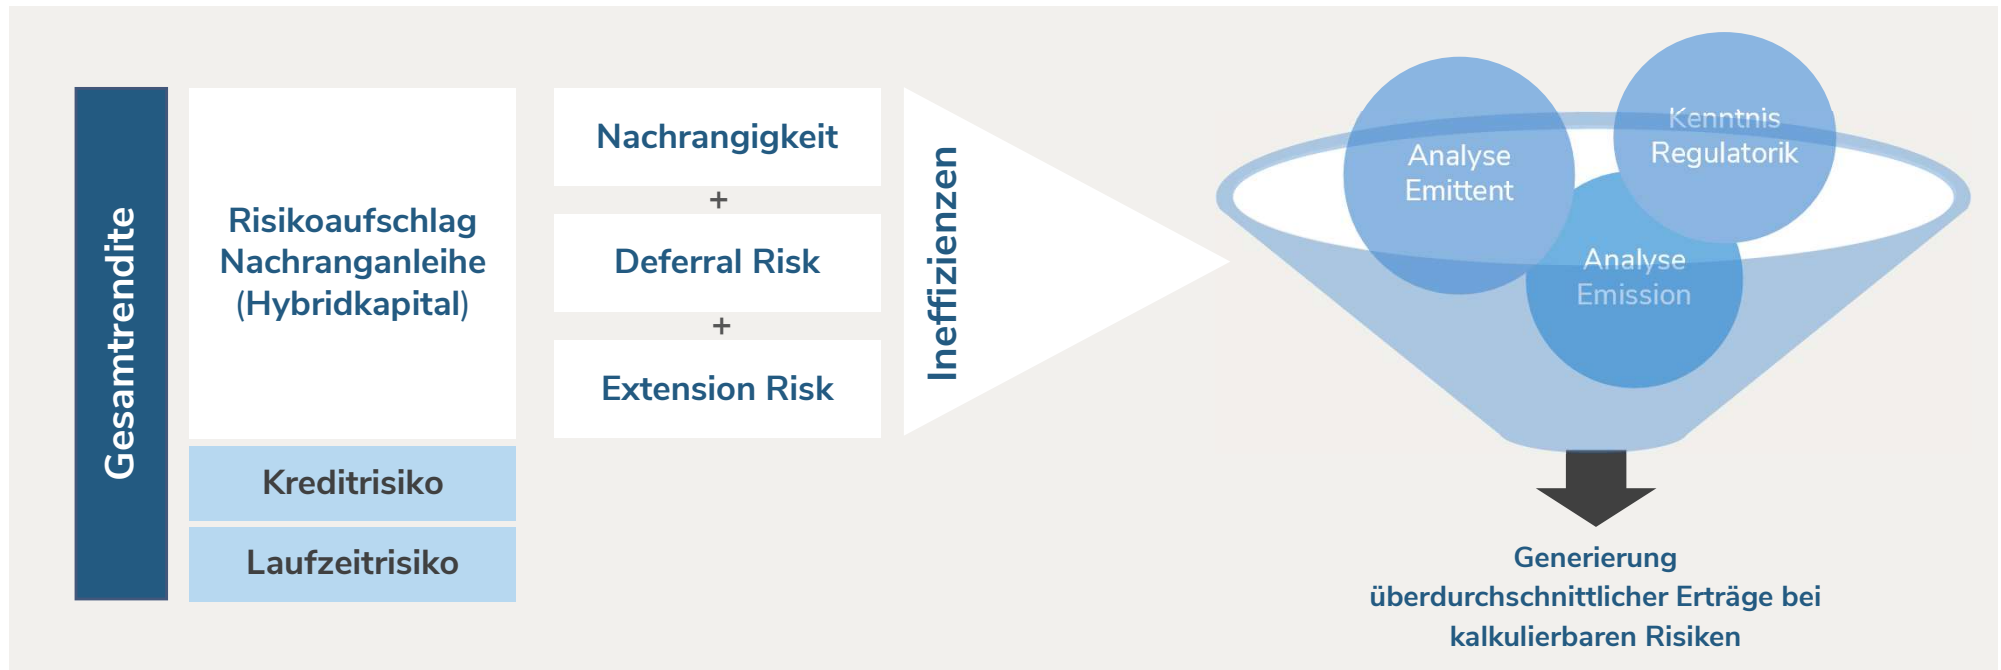 Gesamtrendite
Risikoaufschlag
Nachranganleihe
(Hybridkapital)
Kreditrisiko
Laufzeitrisiko
Nachrangigkeit
+
Deferral Risk
+
Extension Risk
Ineffizienzen
Analyse
Emittent
Kenntnis
Regulatorik
Analyse
Emission
Generierung
überdurchschnittlicher Erträge bei
kalkulierbaren Risiken